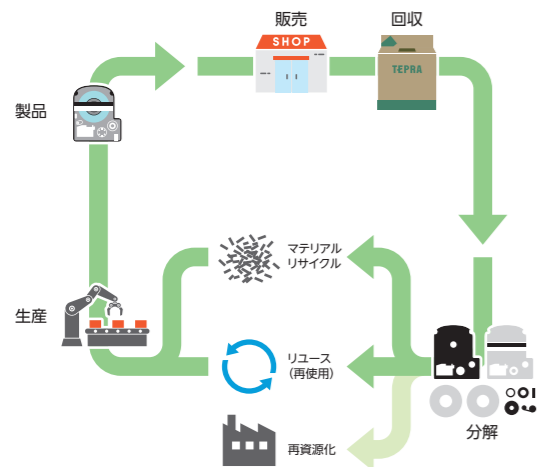 販売
回収
SHOP
TEPRA
製品
マテリアル
リサイクル
生産
リユース
（再使用）
分解
再資源化